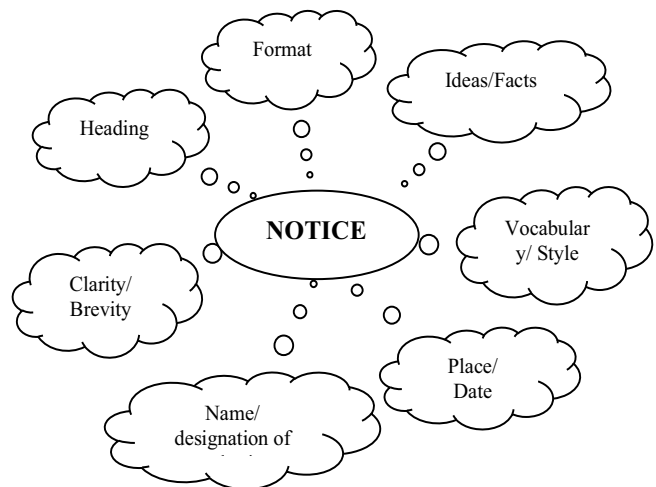 Format
Ideas/Facts
Heading
NOTICE
Vocabular
y/ Style
Clarity/
Brevity
Place/
Date
Name/
designation of